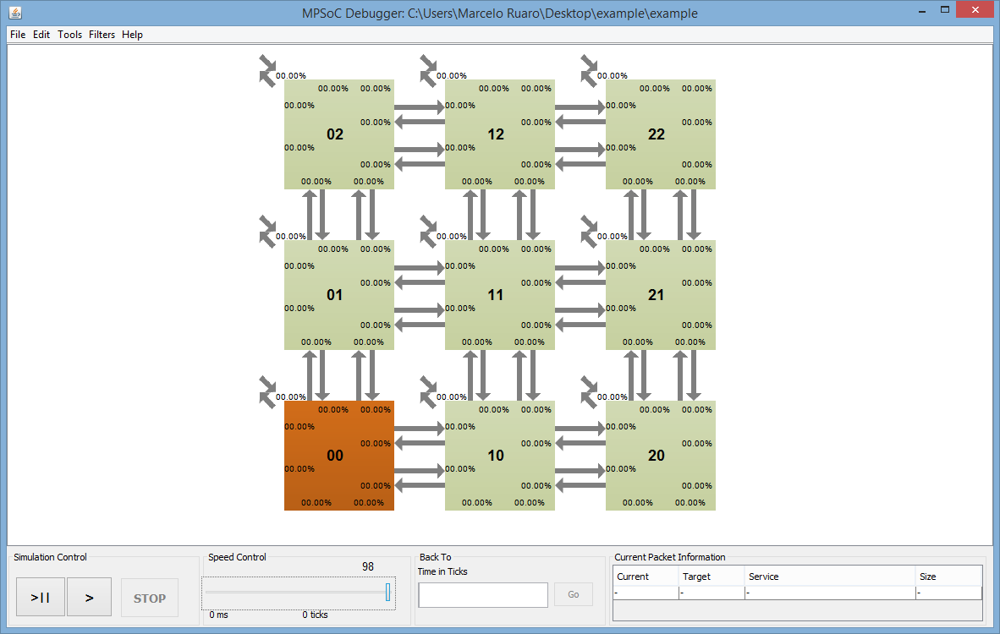 MPSoC Debugger: C:\Users\Marcelo Ruaro\Desktop\example\example
File Edit Tools Filters Help
00.00% 00.00% 00.00%
00.00% 00.00% 00.00% 00.00% 00.00% 00.00%
00.00% 00.00% 00.00%
00.00% 00.00% 00.00%
02 12 22
00.00% 00.00% 00.00%
00.00% 00.00% 00.00%
00.00% 00.00% 00.00% 00.00% 00.00% 00.00%
00.00% 00.00% 00.00%
00.00% 00.00% 00.00% 00.00% 00.00% 00.00%
00.00% 00.00% 00.00%
00.00% 00.00% 00.00%
01 11 21
00.00% 00.00% 00.00%
00.00% 00.00% 00.00%
00.00% 00.00% 00.00% 00.00% 00.00% 00.00%
00.00% 00.00% 00.00%
00.00% 00.00% 00.00% 00.00% 00.00% 00.00%
00.00% 00.00% 00.00%
00.00% 00.00% 00.00%
00 10 20
00.00% 00.00% 00.00%
00.00% 00.00% 00.00%
00.00% 00.00% 00.00% 00.00% 00.00% 00.00%
Simulation Control
>|| > STOP
Speed Control
98
0 ms 0 ticks
Back To
Time in Ticks
Go
Current Packet Information
Current Target Service Size
- - - -